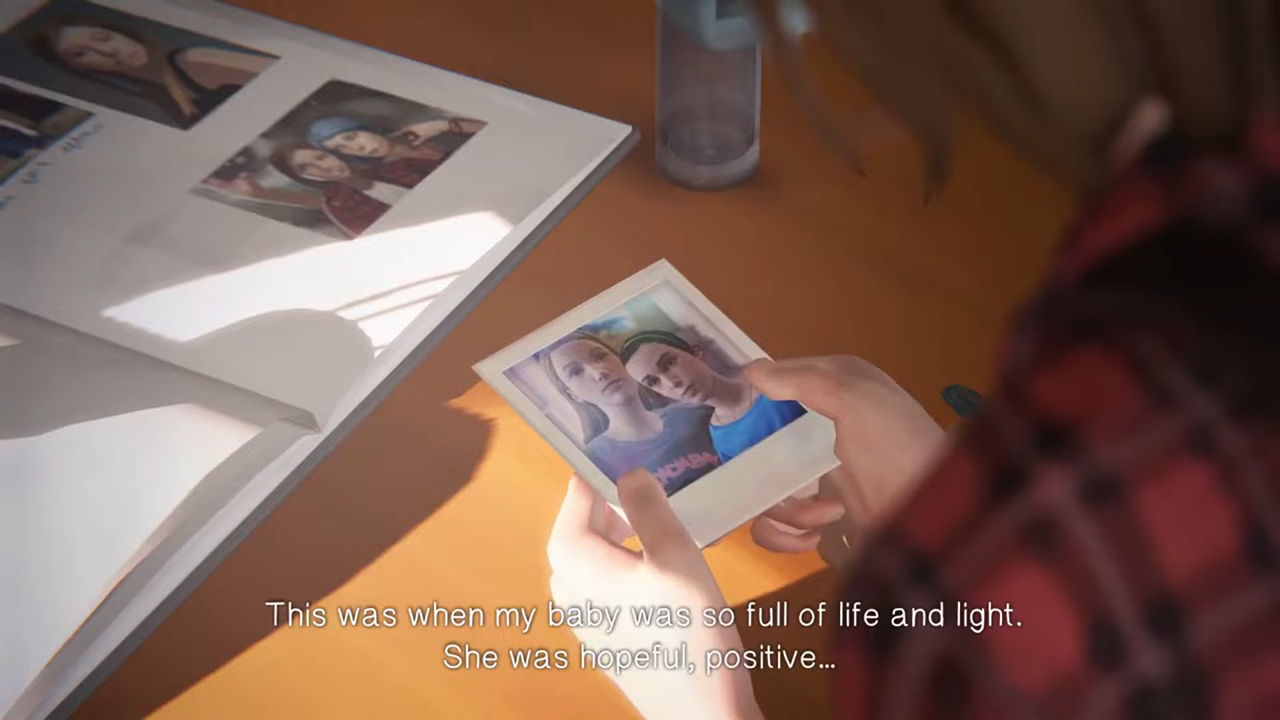 This was when my baby was so full of life and light.
She was hopeful, positive...